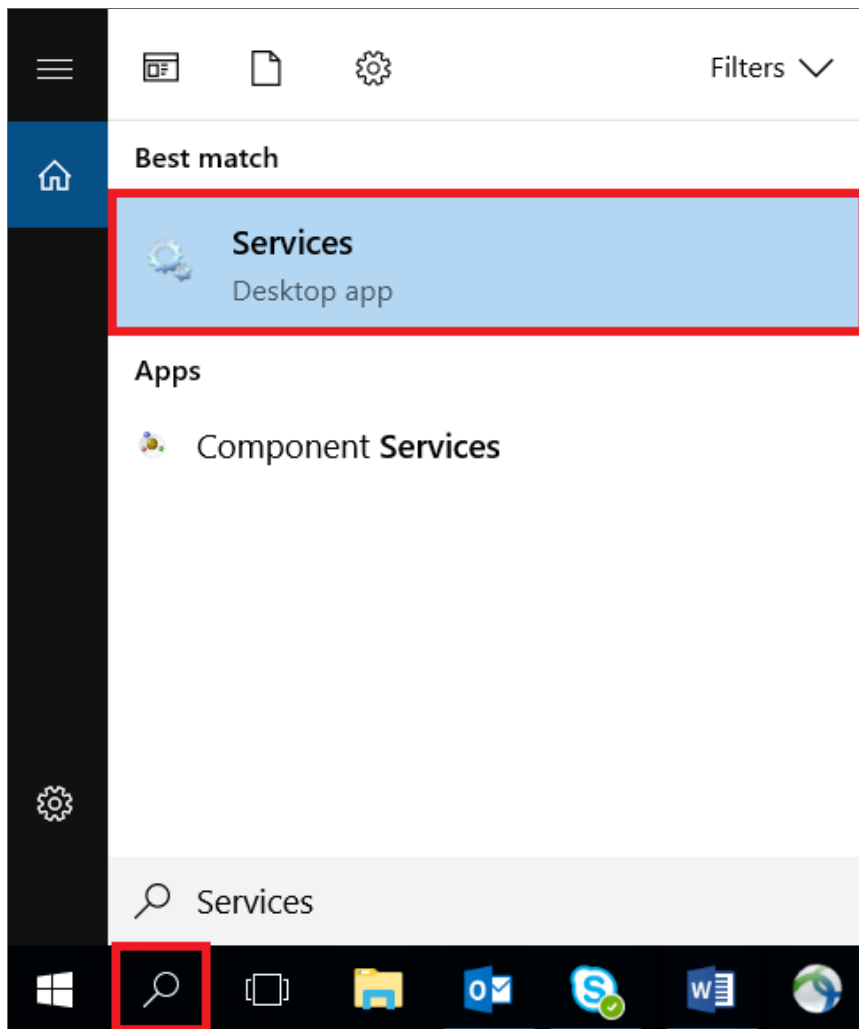 Filters
Best match
Services
Desktop app
Apps
Component Services
Services